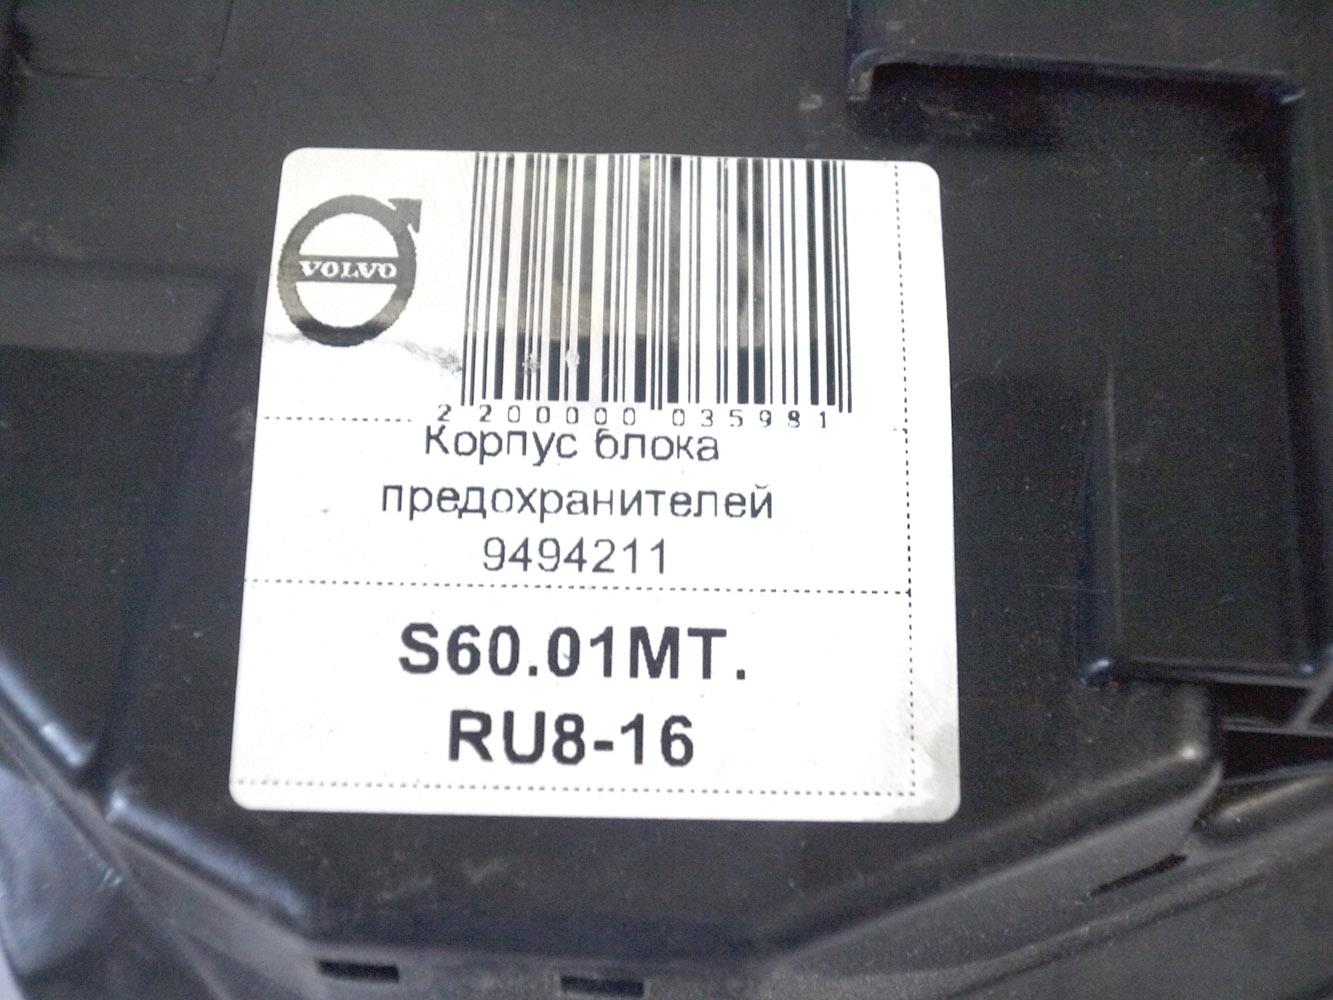 VOLVO
2 200000 035981
Корпус блока
предохранителей
9494211
S60.01MT.
RU8-16